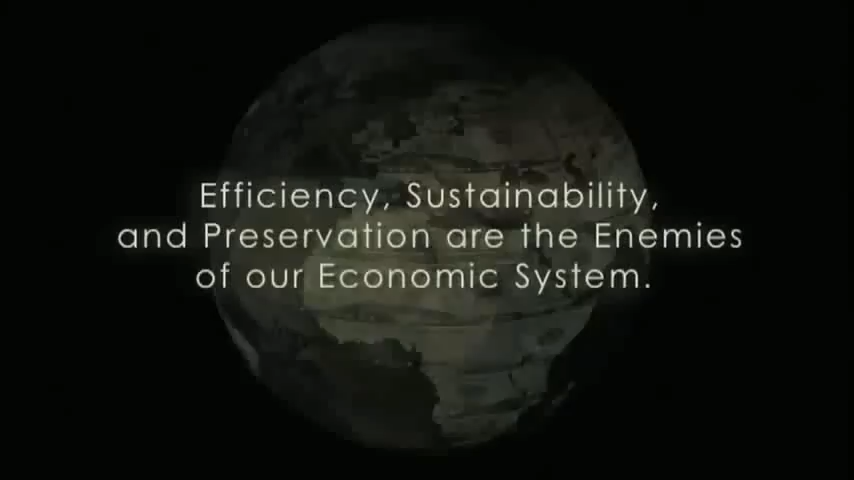 Efficiency, Sustainability,
and Preservation are the Enemies
of our Economic System.